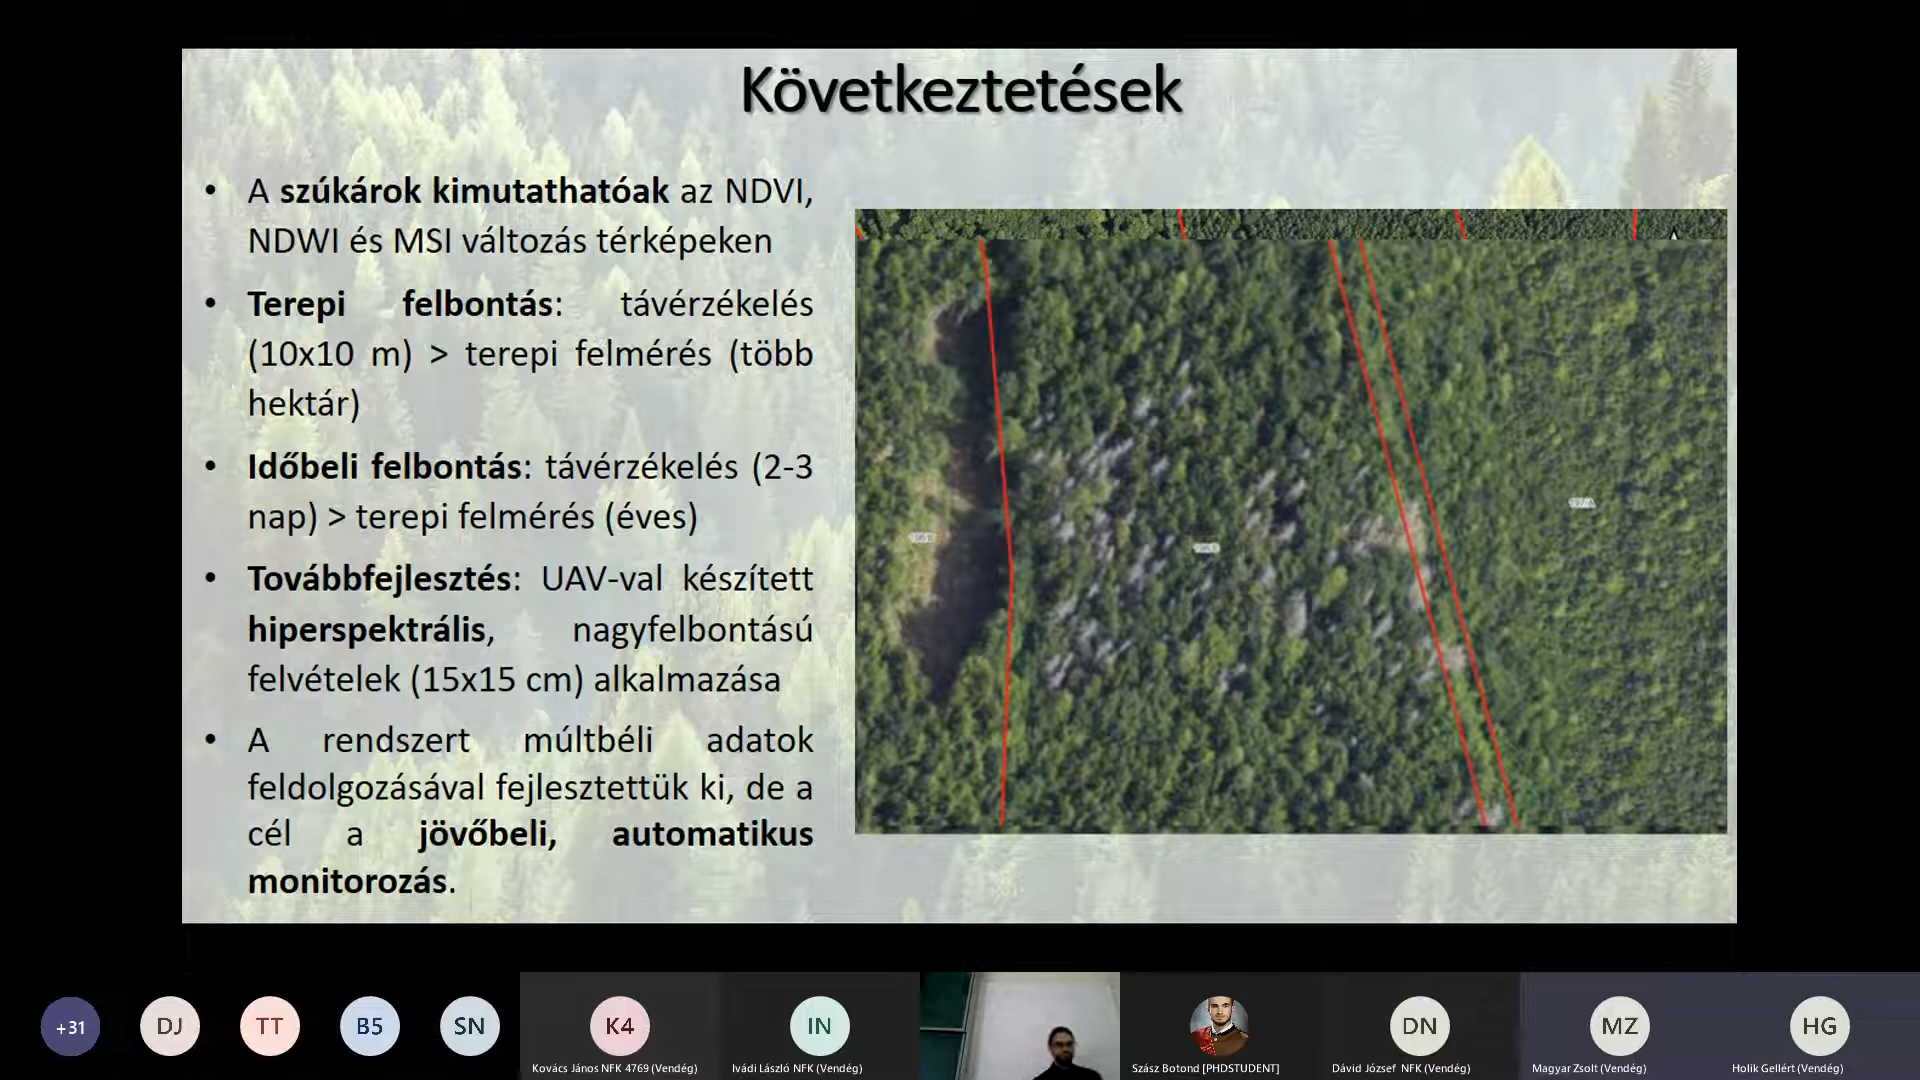 Következtetések
• A szúkárok kimutathatóak az NDVI,
NDWI és MSI változás térképeken
• Terepi felbontás: távérzékelés
(10x10 m) > terepi felmérés (több
hektár)
• Időbeli felbontás: távérzékelés (2-3
nap) > terepi felmérés (éves)
• Továbbfejlesztés: UAV-val készített
hiperspektrális, nagyfelbontású
felvételek (15x15 cm) alkalmazása
• A rendszert múltbéli adatok
feldolgozásával fejlesztettük ki, de a
cél a jövőbeli, automatikus
monitorozás.
+31
DJ
TT
B5
SN
K4
IN
DN
MZ
HG
Kovács János NFK 4769 (Vendég)
Ivádi László NFK (Vendég)
Szász Botond [PHDSTUDENT]
Dávid József NFK (Vendég)
Magyar Zsolt (Vendég)
Holik Gellért (Vendég)